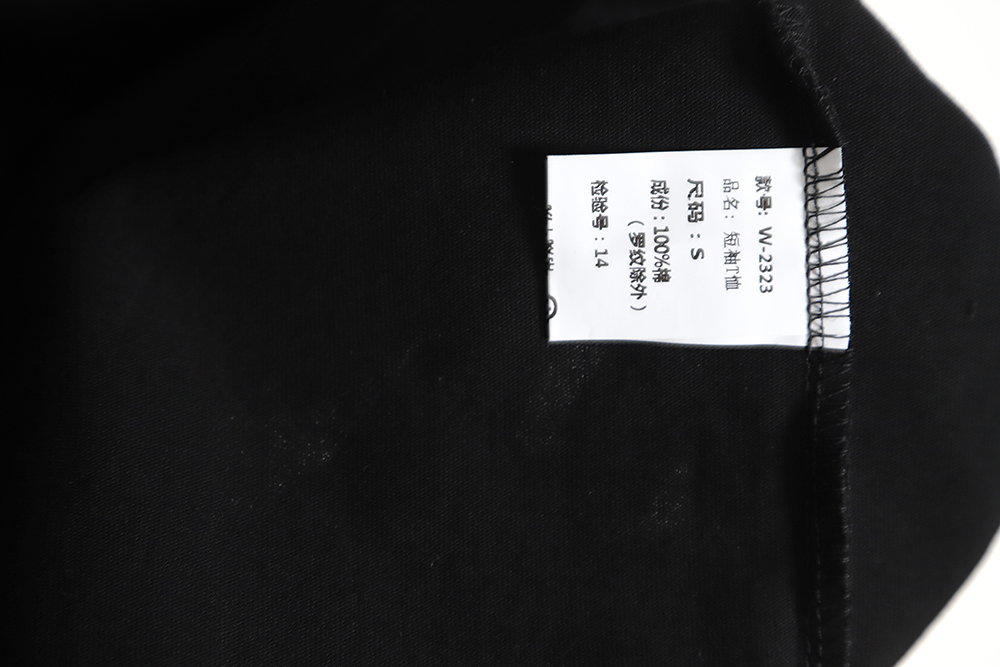 款号: W-2323
品名: 短袖T恤
尺码:S
成份:100%棉
(罗纹除外)
检验号:14